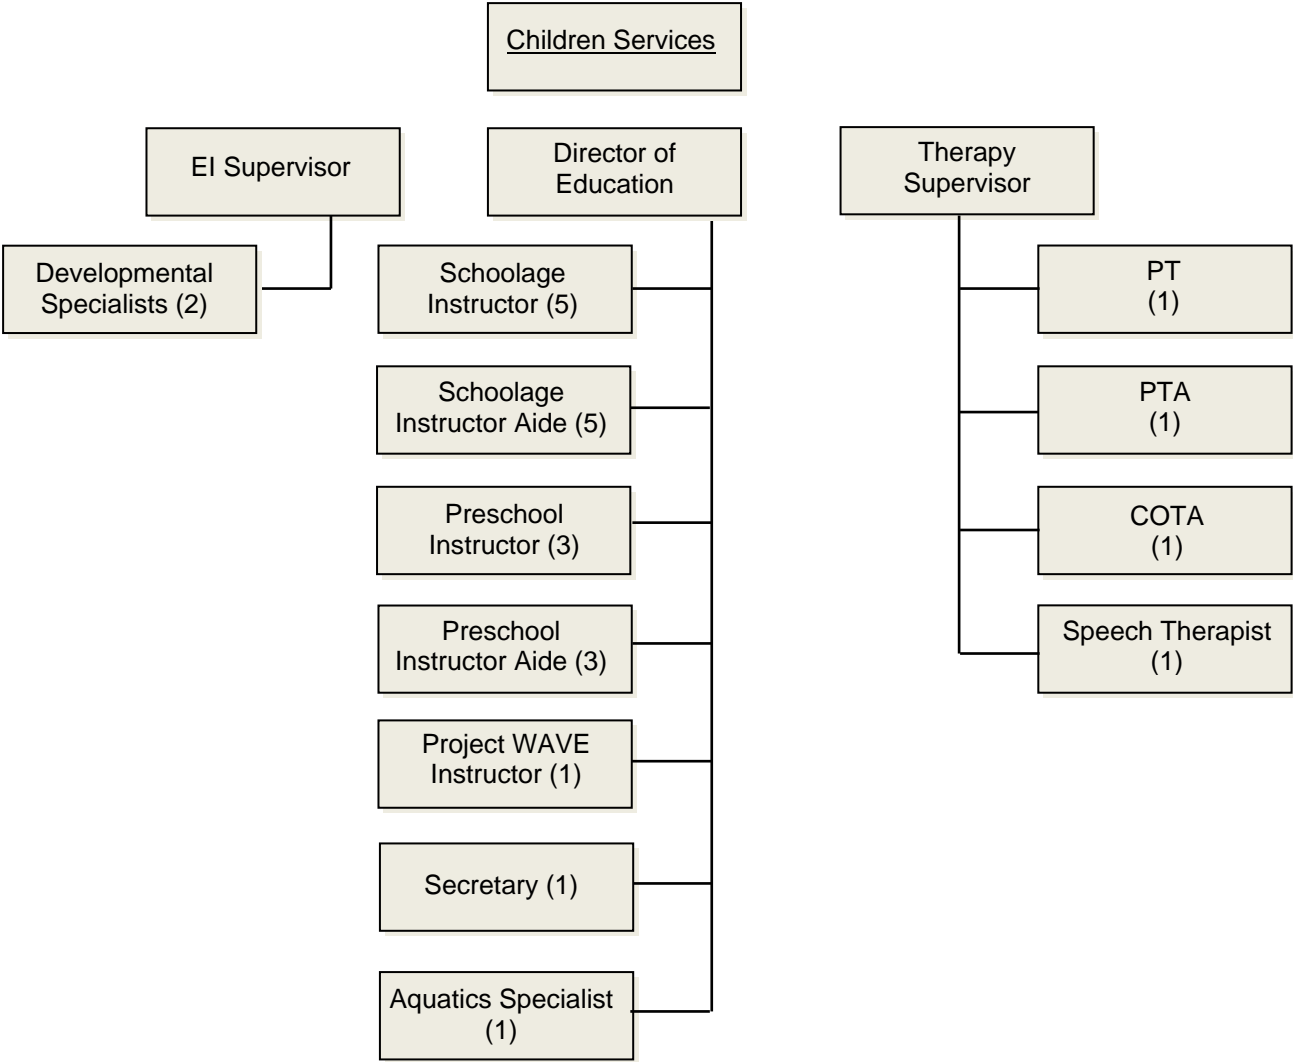 Children Services
EI Supervisor
Director of
Education
Therapy
Supervisor
Developmental
Specialists (2)
Schoolage
Instructor (5)
Schoolage
Instructor Aide (5)
Preschool
Instructor (3)
Preschool
Instructor Aide (3)
Project WAVE
Instructor (1)
Secretary (1)
Aquatics Specialist
(1)
PT
(1)
PTA
(1)
COTA
(1)
Speech Therapist
(1)